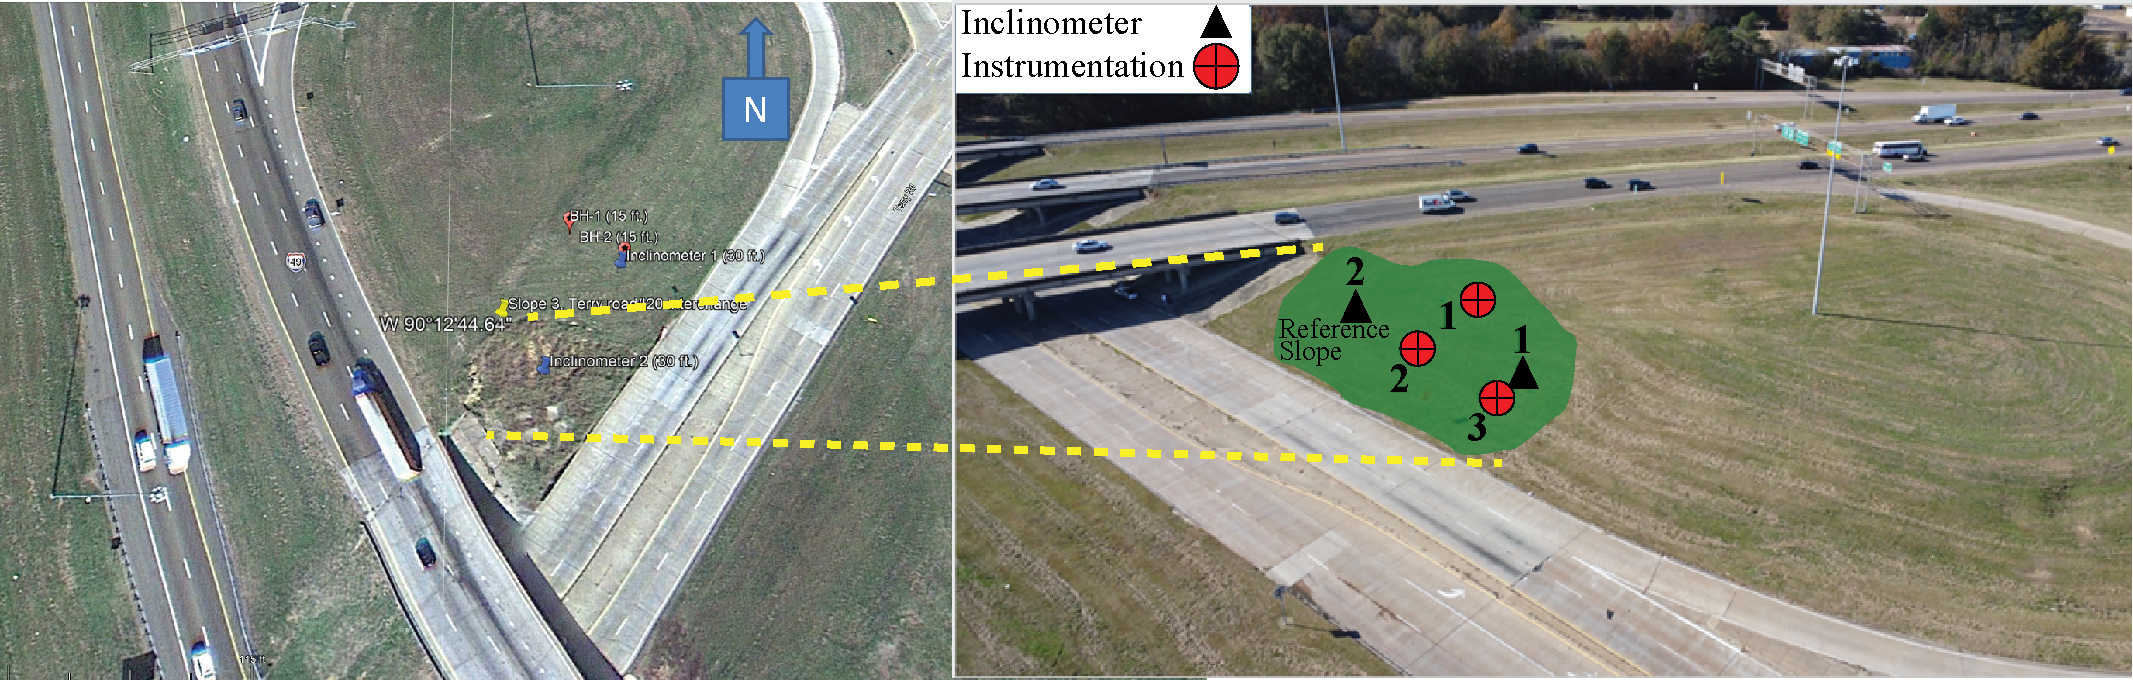 N
BH-1 (15 ft.)
BH-2 (15 ft.)
Inclinometer 1 (30 ft.)
49
Slope 3, Terry road/I20 interchange
W 90°12'44.64"
Inclinometer 2 (30 ft.)
Inclinometer
Instrumentation
2
1
Reference
Slope
2
1
3